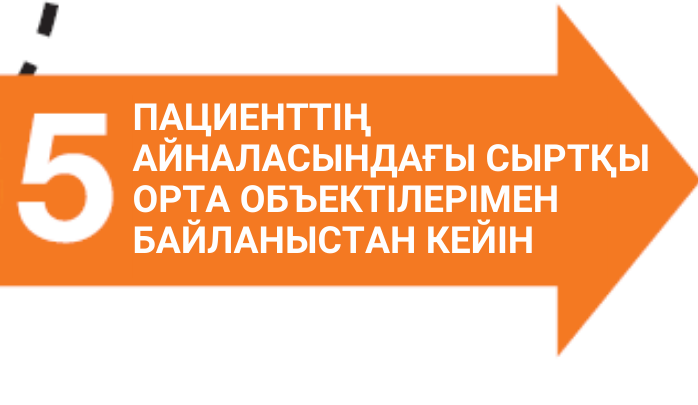 5
ПАЦИЕНТТІҢ
АЙНАЛАСЫНДАҒЫ СЫРТҚЫ
ОРТА ОБЪЕКТІЛЕРІМЕН
БАЙЛАНЫСТАН КЕЙІН